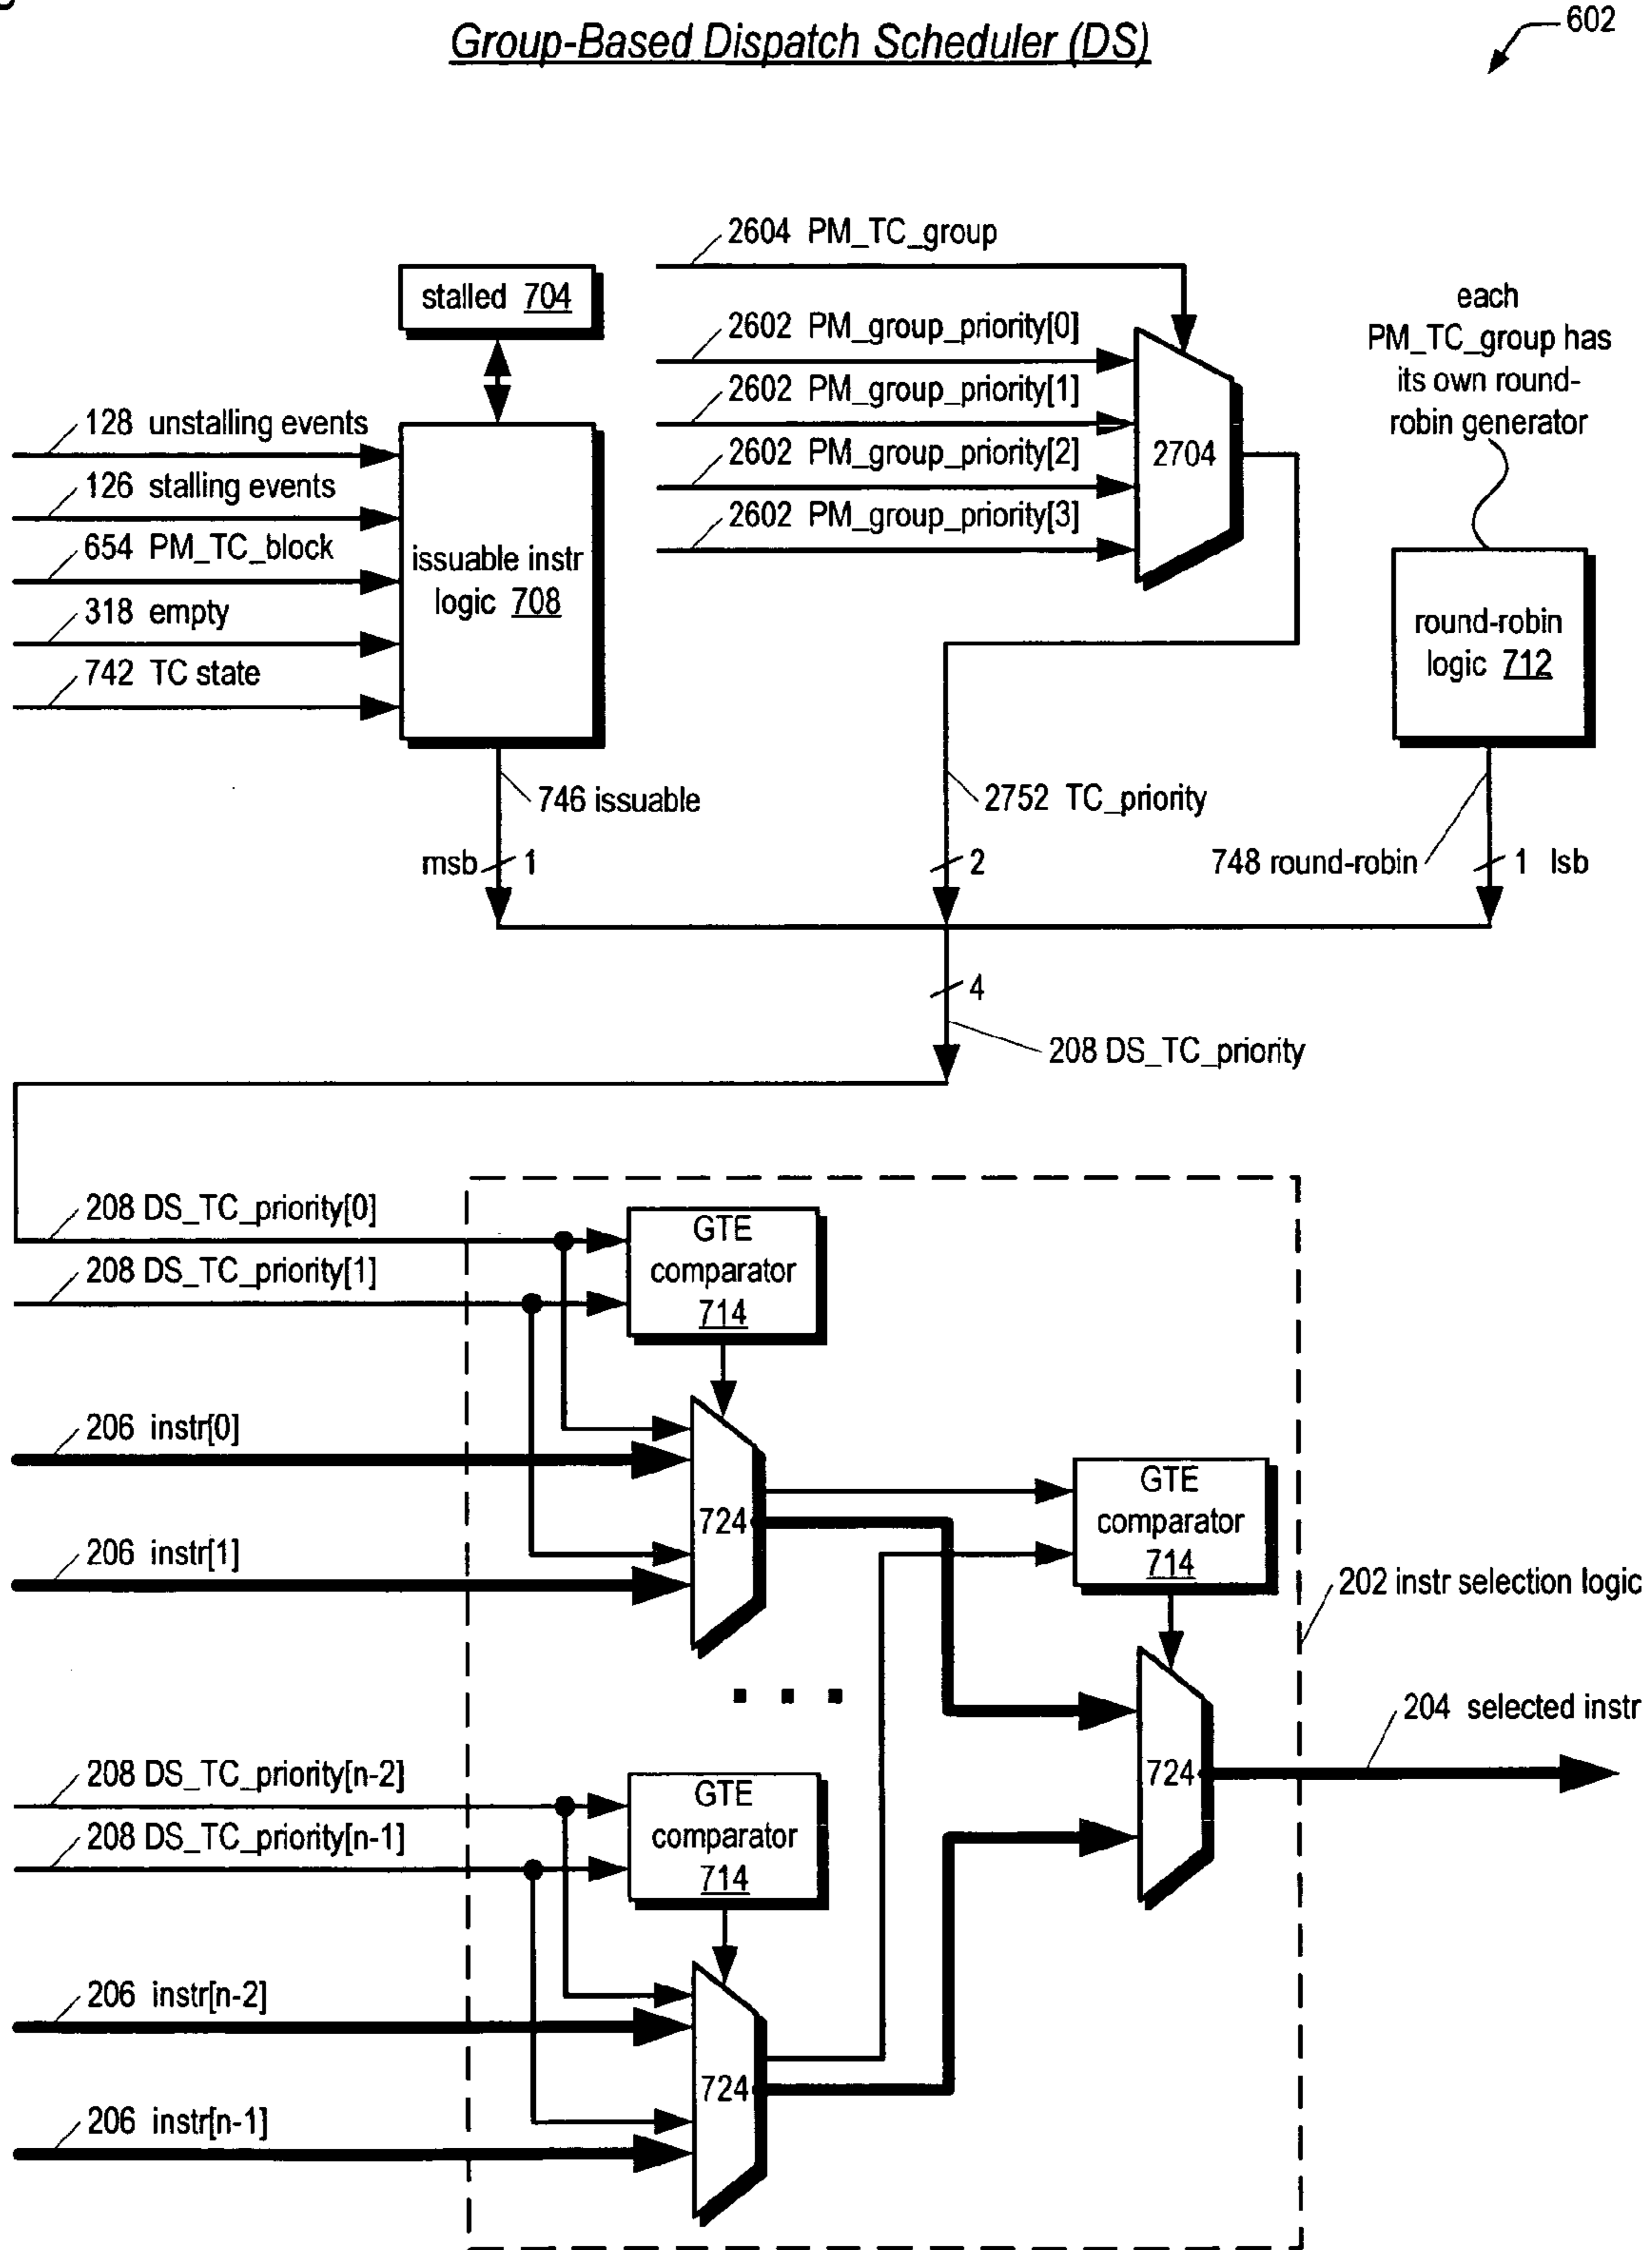 Group-Based Dispatch Scheduler (DS)
602
2604 PM_TC_group
stalled 704
2602 PM_group_priority[0]
2602 PM_group_priority[1]
2602 PM_group_priority[2]
2602 PM_group_priority[3]
2704
each
PM_TC_group has
its own round-
robin generator
128 unstalling events
126 stalling events
654 PM_TC_block
318 empty
742 TC state
issuable instr
logic 708
round-robin
logic 712
746 issuable
2752 TC_priority
748 round-robin
msb 1
2
1 lsb
4
208 DS_TC_priority
208 DS_TC_priority[0]
208 DS_TC_priority[1]
GTE
comparator
714
206 instr[0]
206 instr[1]
724
GTE
comparator
714
202 instr selection logic
724
204 selected instr
208 DS_TC_priority[n-2]
208 DS_TC_priority[n-1]
GTE
comparator
714
206 instr[n-2]
206 instr[n-1]
724